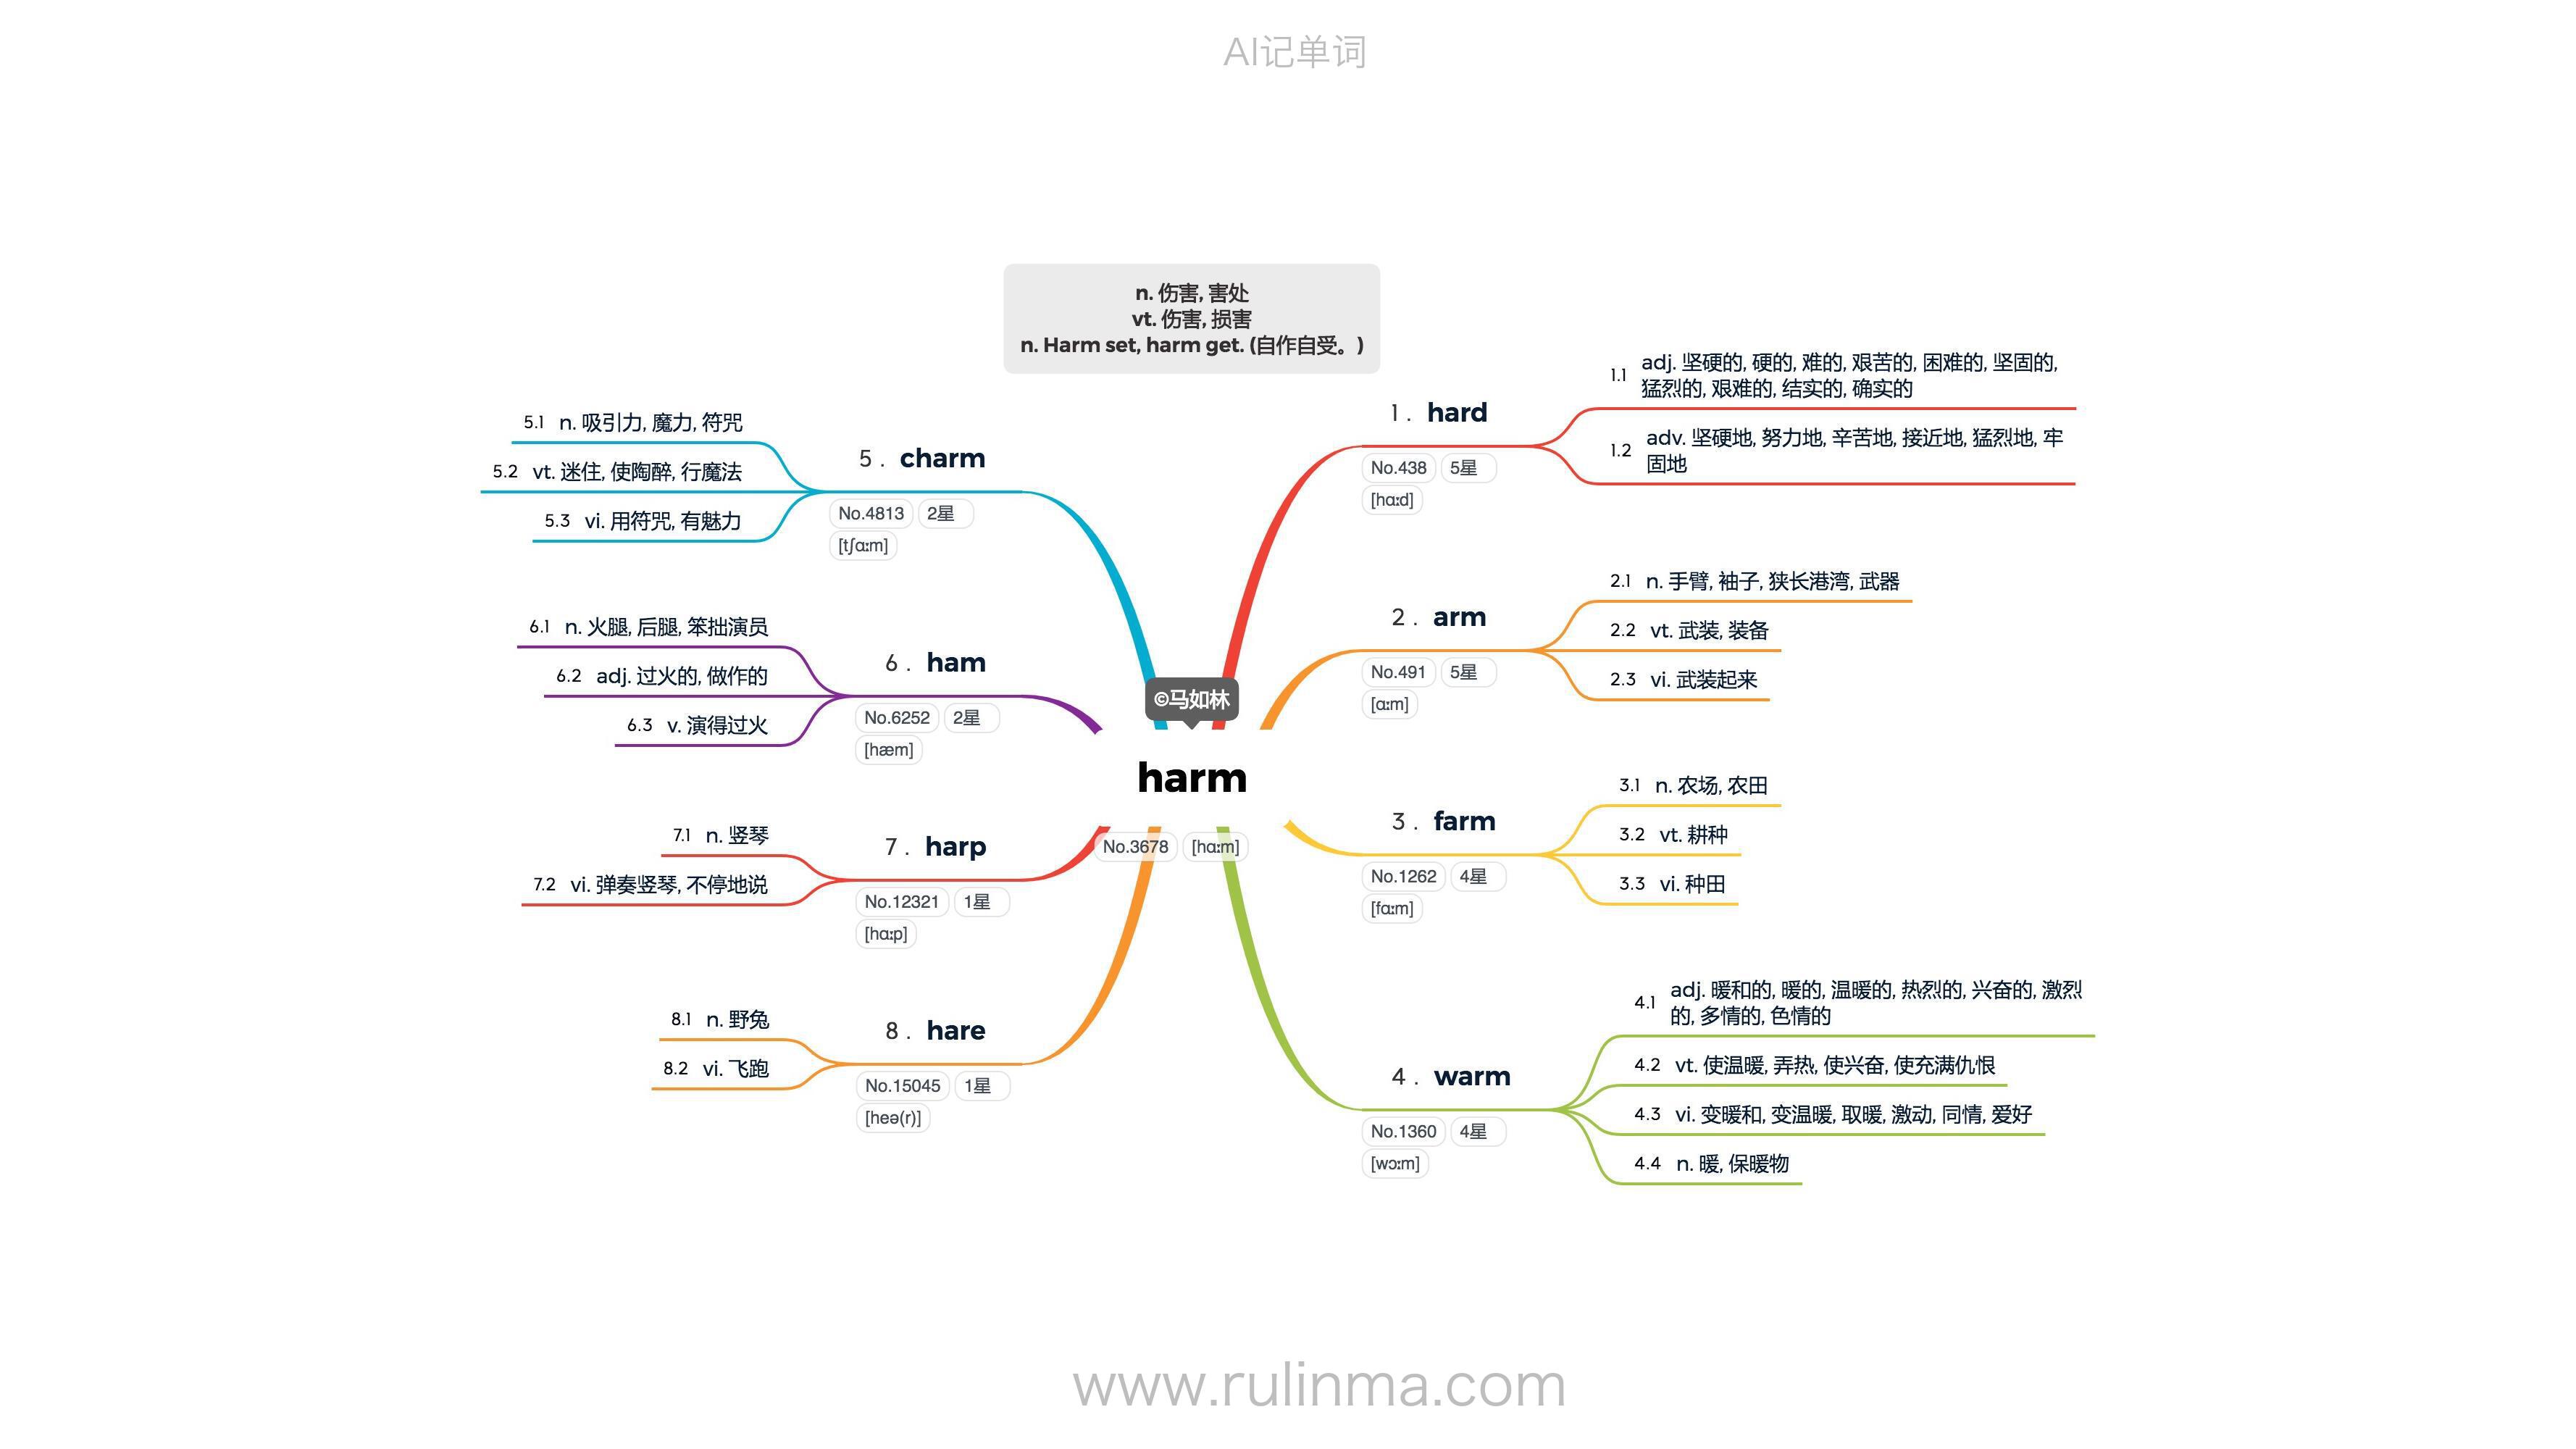 AI记单词
n. 伤害, 害处
vt. 伤害, 损害
n. Harm set, harm get. (自作自受。)
©马如林
harm
No.3678 [hɑːm]
1 . hard
No.438 5星
[hɑːd]
1.1 adj. 坚硬的, 硬的, 难的, 艰苦的, 困难的, 坚固的,
猛烈的, 艰难的, 结实的, 确实的
1.2 adv. 坚硬地, 努力地, 辛苦地, 接近地, 猛烈地, 牢
固地
2 . arm
No.491 5星
[ɑːm]
2.1 n. 手臂, 袖子, 狭长港湾, 武器
2.2 vt. 武装, 装备
2.3 vi. 武装起来
3 . farm
No.1262 4星
[fɑːm]
3.1 n. 农场, 农田
3.2 vt. 耕种
3.3 vi. 种田
4 . warm
No.1360 4星
[wɔːm]
4.1 adj. 暖和的, 暖的, 温暖的, 热烈的, 兴奋的, 激烈
的, 多情的, 色情的
4.2 vt. 使温暖, 弄热, 使兴奋, 使充满仇恨
4.3 vi. 变暖和, 变温暖, 取暖, 激动, 同情, 爱好
4.4 n. 暖, 保暖物
5 . charm
No.4813 2星
[tʃɑːm]
5.1 n. 吸引力, 魔力, 符咒
5.2 vt. 迷住, 使陶醉, 行魔法
5.3 vi. 用符咒, 有魅力
6 . ham
No.6252 2星
[hæm]
6.1 n. 火腿, 后腿, 笨拙演员
6.2 adj. 过火的, 做作的
6.3 v. 演得过火
7 . harp
No.12321 1星
[hɑːp]
7.1 n. 竖琴
7.2 vi. 弹奏竖琴, 不停地说
8 . hare
No.15045 1星
[heə(r)]
8.1 n. 野兔
8.2 vi. 飞跑
www.rulinma.com